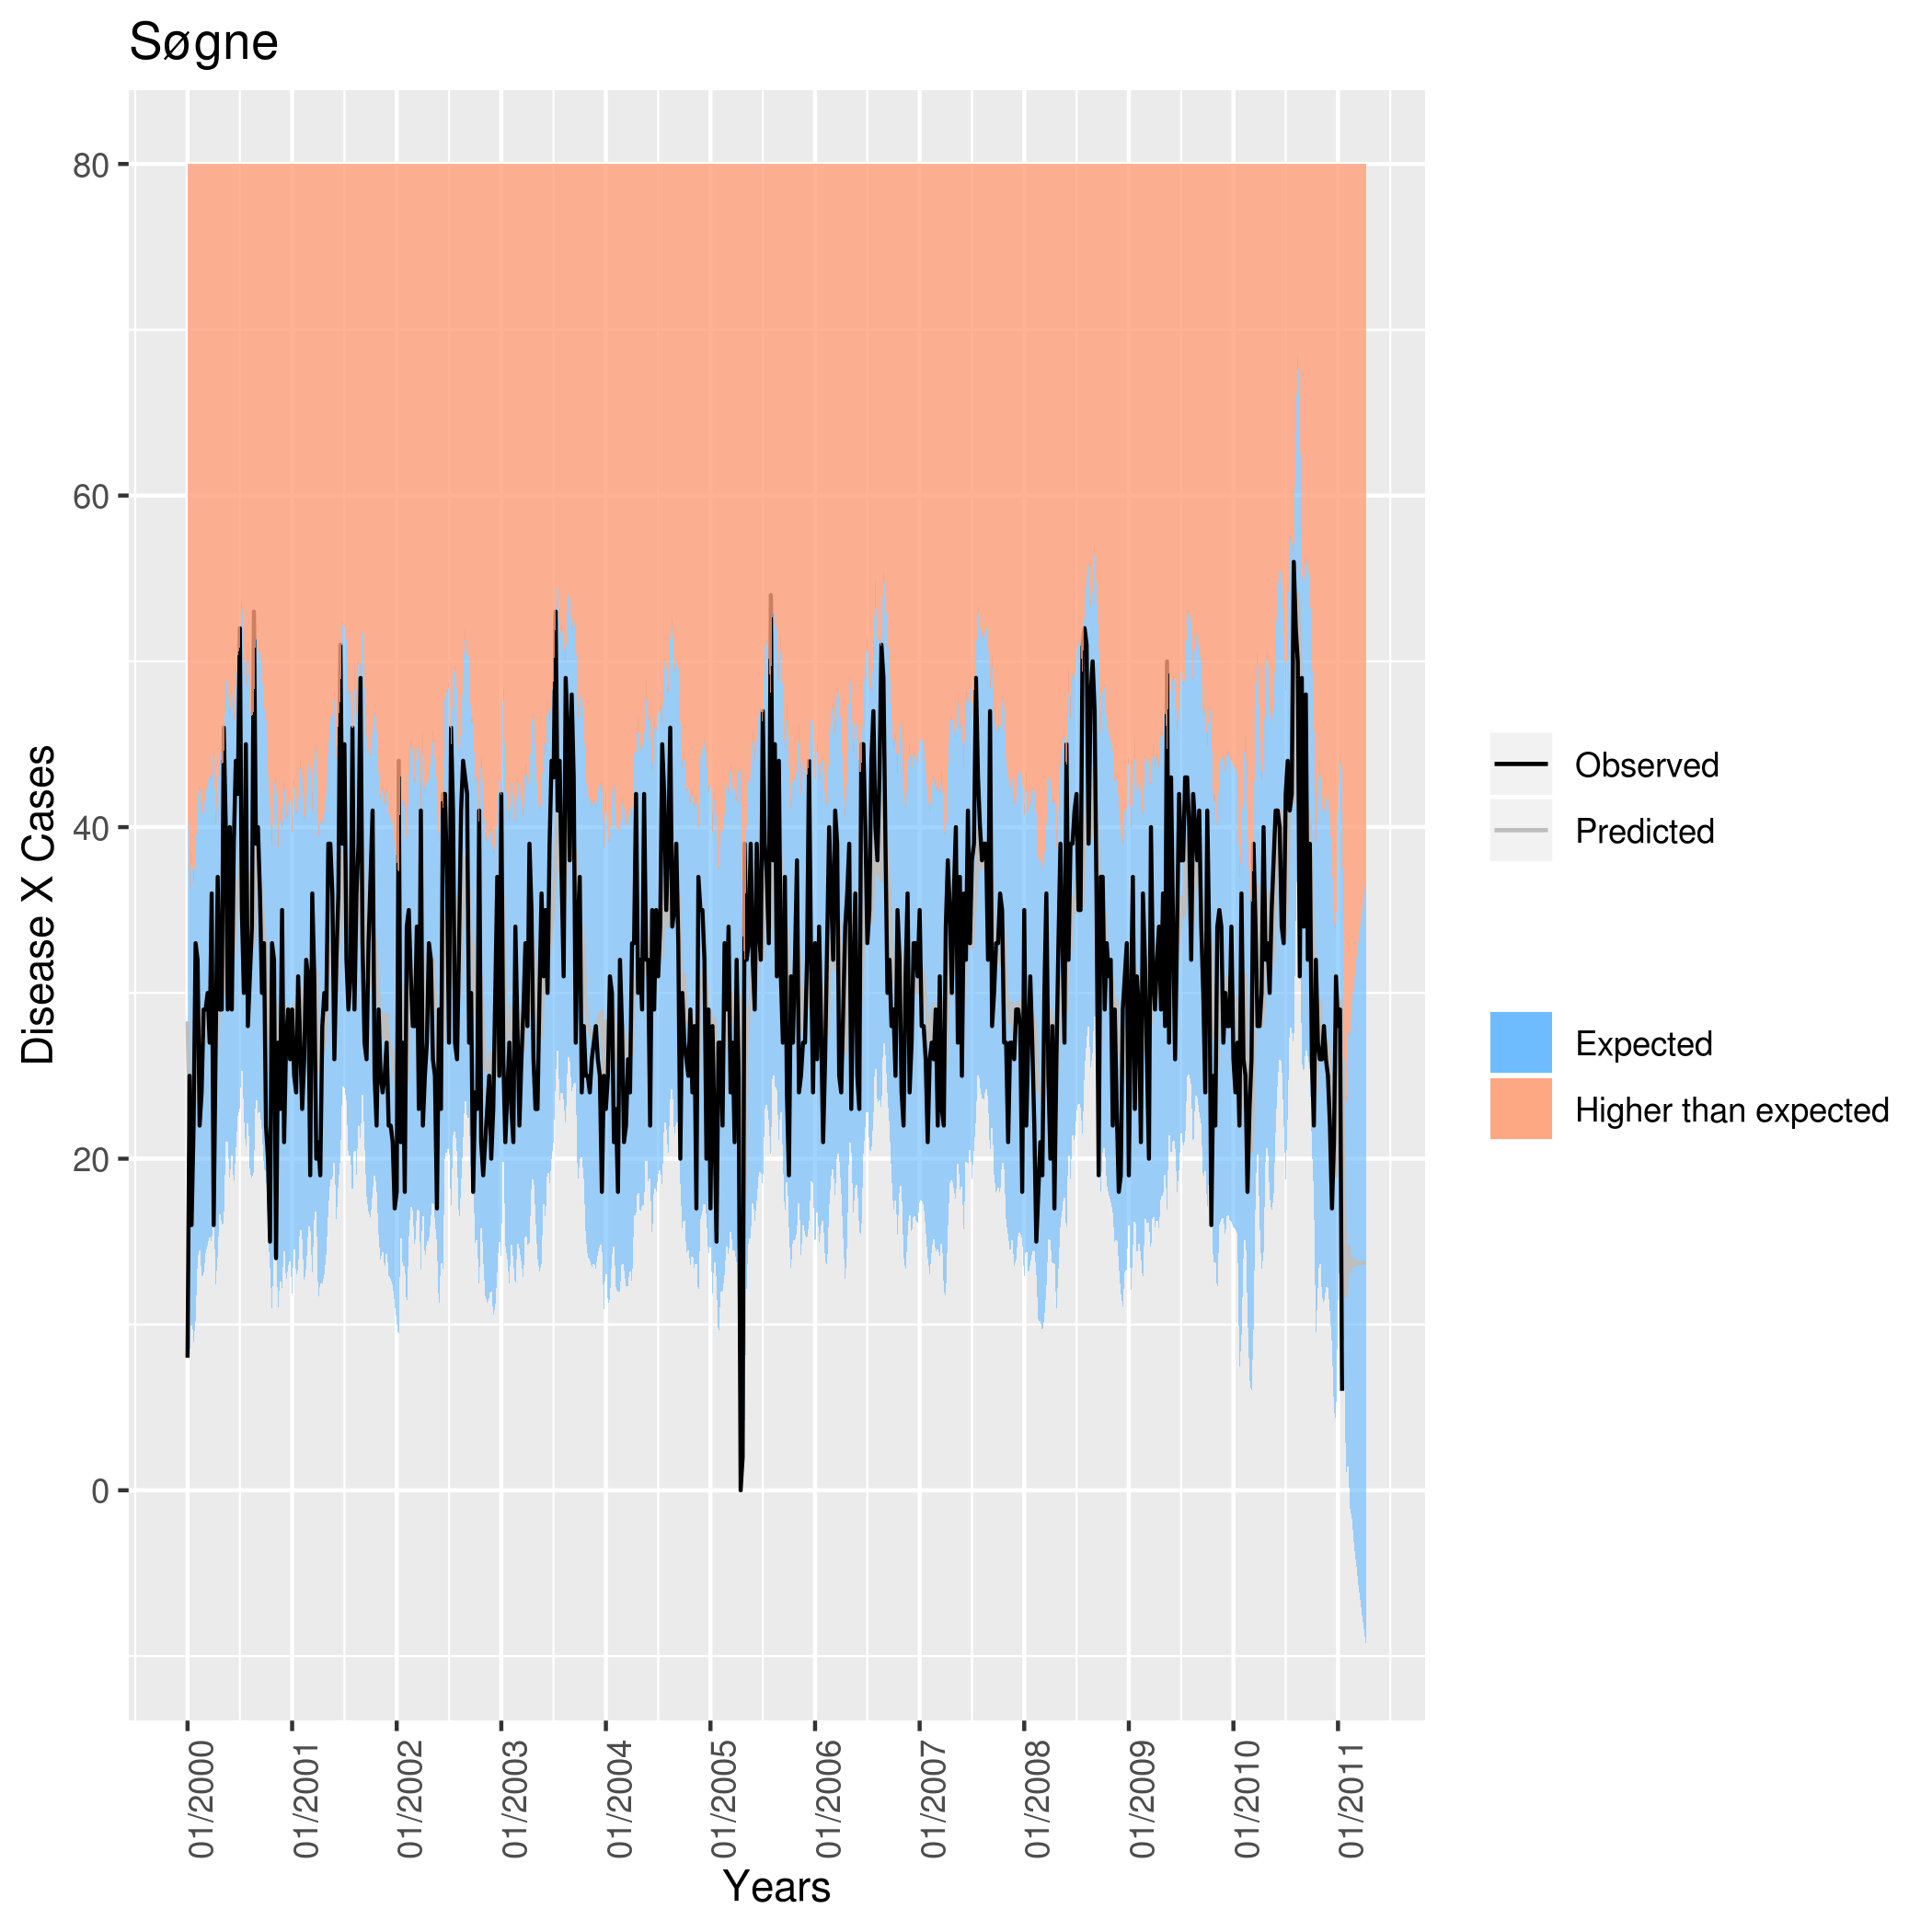 Søgne
80
60
40
20
0
Disease X Cases
01/2000
01/2001
01/2002
01/2003
01/2004
01/2005
01/2006
01/2007
01/2008
01/2009
01/2010
01/2011
Years
Observed
Predicted
Expected
Higher than expected